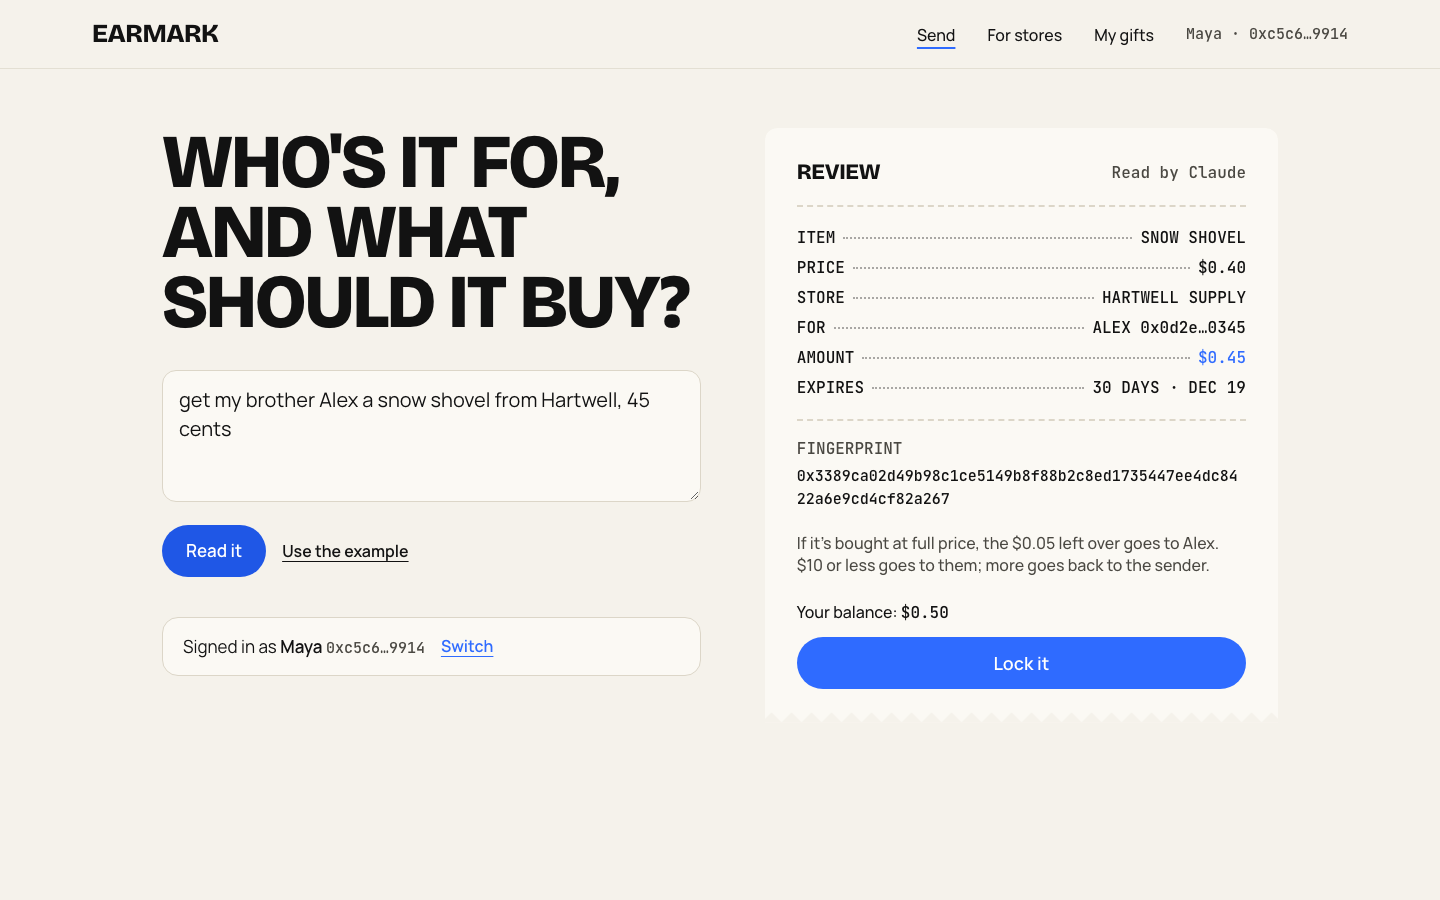 EARMARK
Send
For stores
My gifts
Maya · 0xc5c6…9914
WHO'S IT FOR,
AND WHAT
SHOULD IT BUY?
get my brother Alex a snow shovel from Hartwell, 45
cents
Read it
Use the example
Signed in as Maya 0xc5c6…9914 Switch
REVIEW
Read by Claude
ITEM SNOW SHOVEL
PRICE $0.40
STORE HARTWELL SUPPLY
FOR ALEX 0x0d2e…0345
AMOUNT $0.45
EXPIRES 30 DAYS · DEC 19
FINGERPRINT
0x3389ca02d49b98c1ce5149b8f88b2c8ed1735447ee4dc84
22a6e9cd4cf82a267
If it's bought at full price, the $0.05 left over goes to Alex.
$10 or less goes to them; more goes back to the sender.
Your balance: $0.50
Lock it